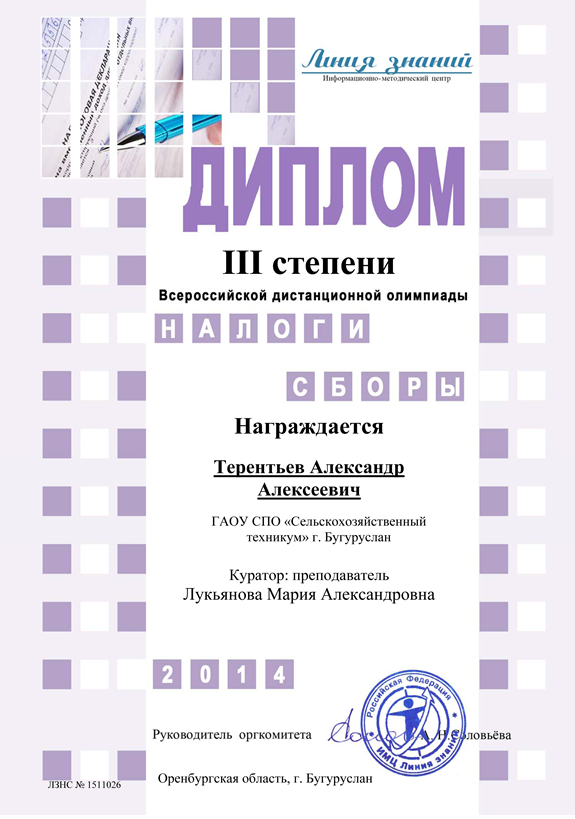 Линия знаний
Информационно-методический центр
ДИПЛОМ
III степени
Всероссийской дистанционной олимпиады
НАЛОГИ
СБОРЫ
Награждается
Терентьев Александр
Алексеевич
ГАОУ СПО «Сельскохозяйственный
техникум» г. Бугуруслан
Куратор: преподаватель
Лукьянова Мария Александровна
2014
Российская Федерация
ИМЦ Линия знаний
Руководитель оргкомитета
ЛЗНС № 1511026
Оренбургская область, г. Бугуруслан